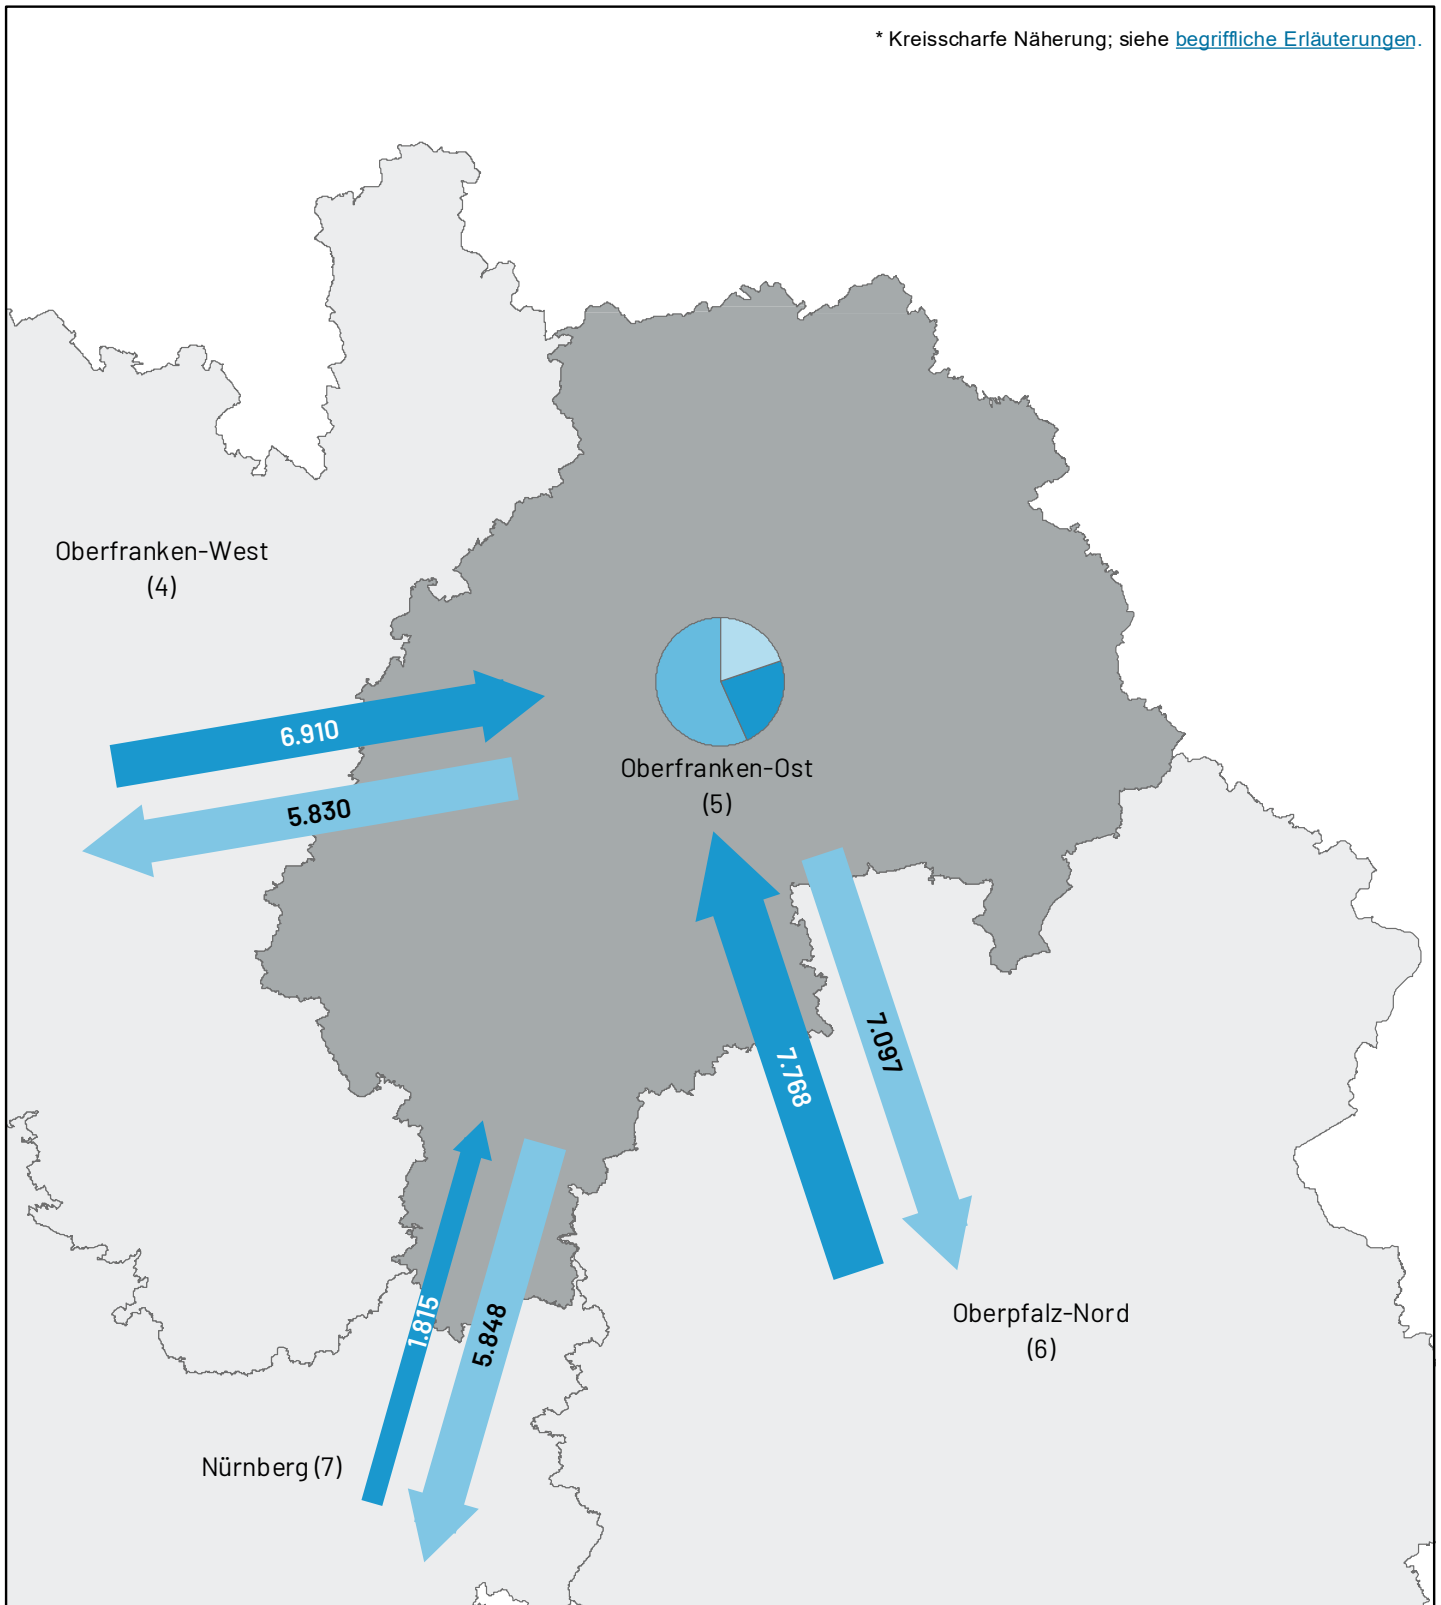 * Kreisscharfe Näherung; siehe begriffliche Erläuterungen.
Oberfranken-West
(4)
6.910
5.830
Oberfranken-Ost
(5)
7.097
7.768
1.815
5.848
Oberpfalz-Nord
(6)
Nürnberg (7)